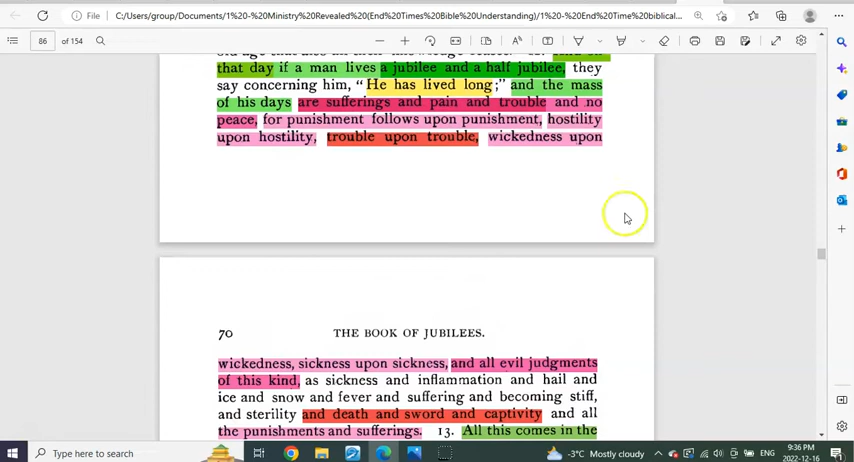 File
C:/Users/group/Documents/1%20-%20Ministry%20Revealed%20(End%20Times%20Bible%20Understanding)/1%20-%20End%20Time%20biblical...
86 of 154
that day if a man lives a jubilee and a half jubilee, they
say concerning him, "He has lived long;" and the mass
of his days are sufferings and pain and trouble and no
peace, for punishment follows upon punishment, hostility
upon hostility, trouble upon trouble, wickedness upon
70 THE BOOK OF JUBILEES.
wickedness, sickness upon sickness, and all evil judgments
of this kind, as sickness and inflammation and hail and
ice and snow and fever and suffering and becoming stiff,
and sterility and death and sword and captivity and all
the punishments and sufferings. 13. All this comes in the
Type here to search
-3°C Mostly cloudy
ENG
9:36 PM
2022-12-16